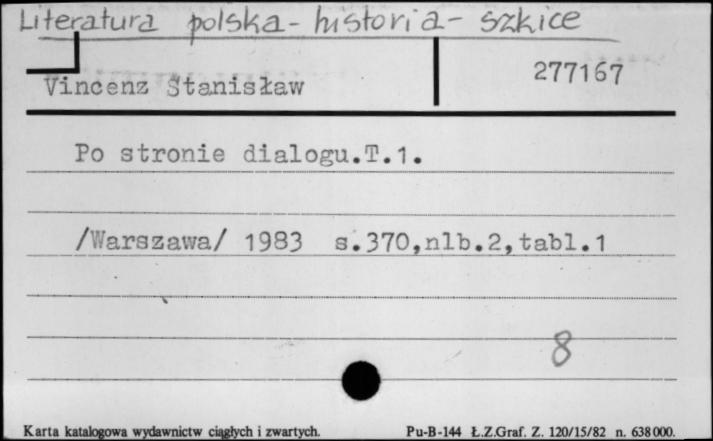 Literatura polska - historia - szkice
277167
Vincenz Stanisław
Po stronie dialogu.T.1.
/Warszawa/ 1983 s.370,nlb.2,tabl.1
8
Karta katalogowa wydawnictw ciągłych i zwartych. Pu-B-144 Ł.Z.Graf. Z. 120/15/82 n. 638000.